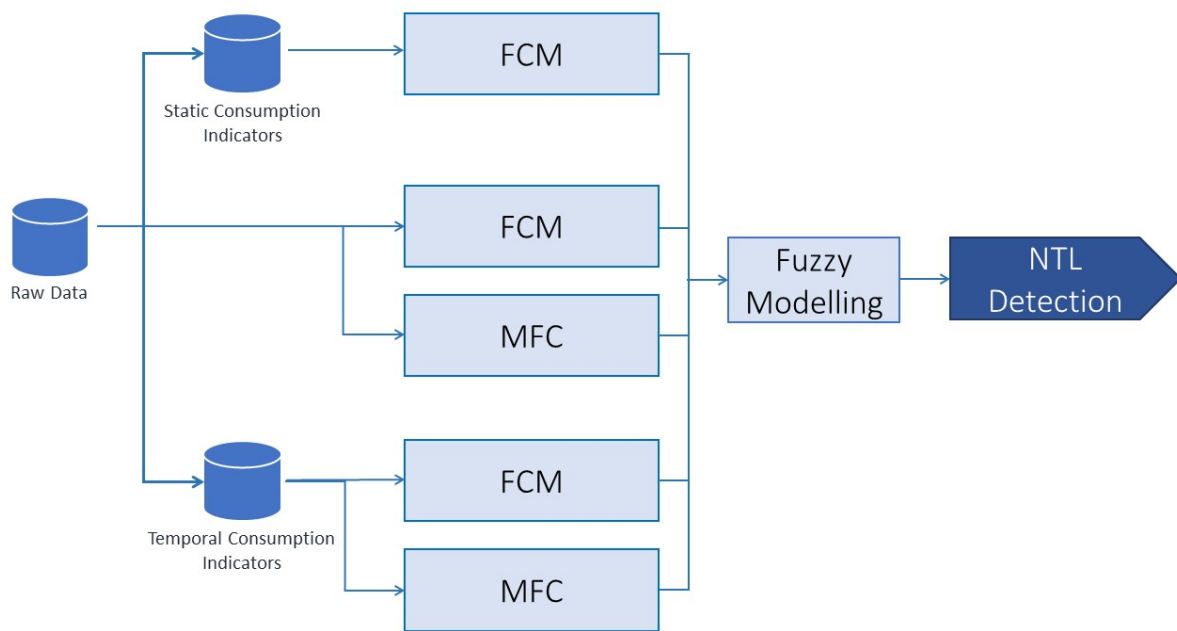 FCM
Static Consumption
Indicators
FCM
Raw Data
MFC
Fuzzy
Modelling
NTL
Detection
FCM
Temporal Consumption
Indicators
MFC